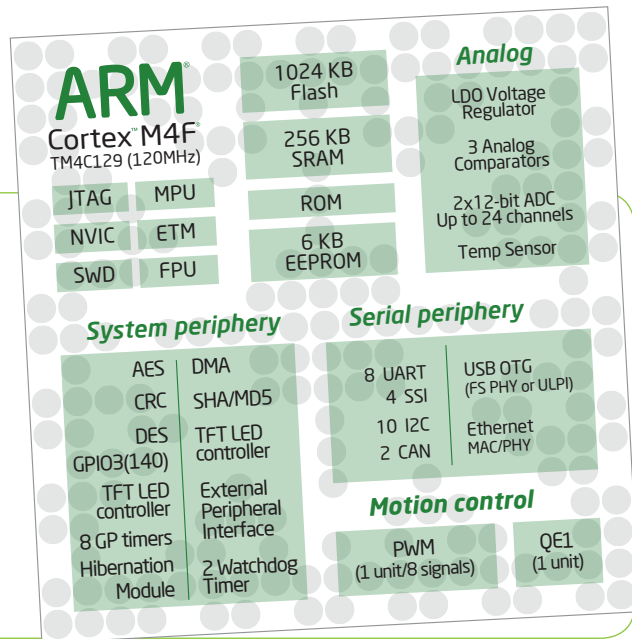 ARM®
Cortex™ M4F®
TM4C129 (120MHz)
JTAG
MPU
NVIC
ETM
SWD
FPU
1024 KB
Flash
256 KB
SRAM
ROM
6 KB
EEPROM
Analog
LDO Voltage
Regulator
3 Analog
Comparators
2x12-bit ADC
Up to 24 channels
Temp Sensor
System periphery
AES
CRC
DES
GPIO3(140)
TFT LED
controller
8 GP timers
Hibernation
Module
DMA
SHA/MD5
TFT LED
controller
External
Peripheral
Interface
2 Watchdog
Timer
Serial periphery
8 UART
4 SSI
10 I2C
2 CAN
USB OTG
(FS PHY or ULPI)
Ethernet
MAC/PHY
Motion control
PWM
(1 unit/8 signals)
QE1
(1 unit)